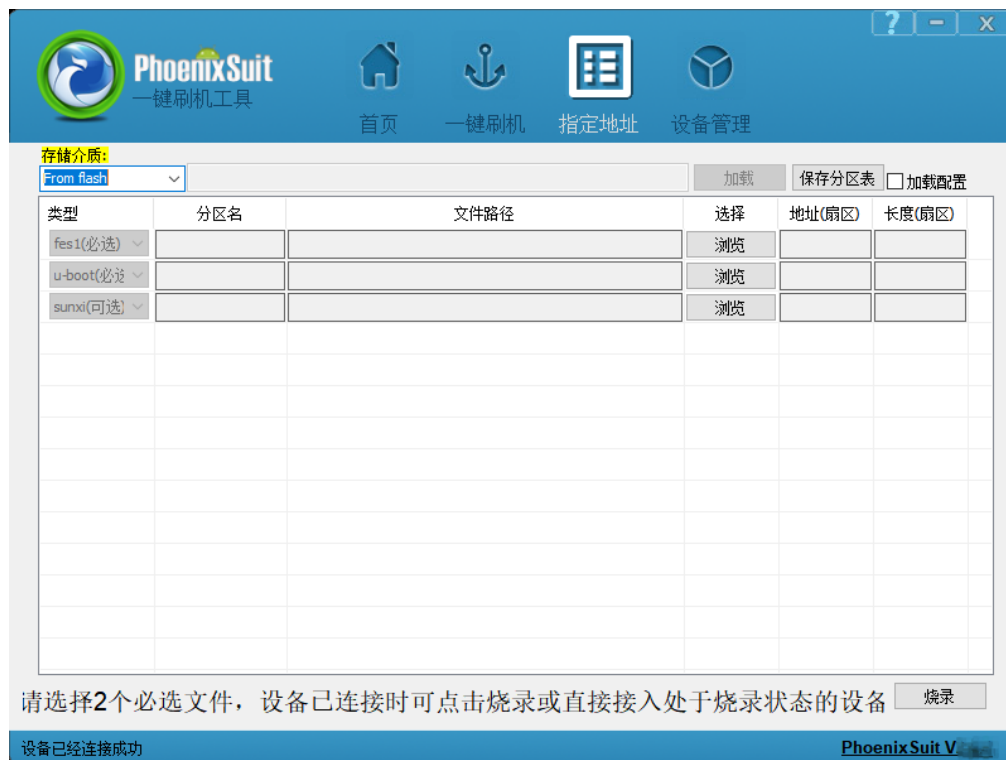 ? - X
PhoenixSuit
一键刷机工具
首页 一键刷机 指定地址 设备管理
存储介质:
From flash 加载 保存分区表 加载配置
类型 分区名 文件路径 选择 地址(扇区) 长度(扇区)
fes1(必选) 浏览
u-boot(必选 浏览
sunxi(可选) 浏览
请选择2个必选文件，设备已连接时可点击烧录或直接接入处于烧录状态的设备 烧录
设备已经连接成功 PhoenixSuit V